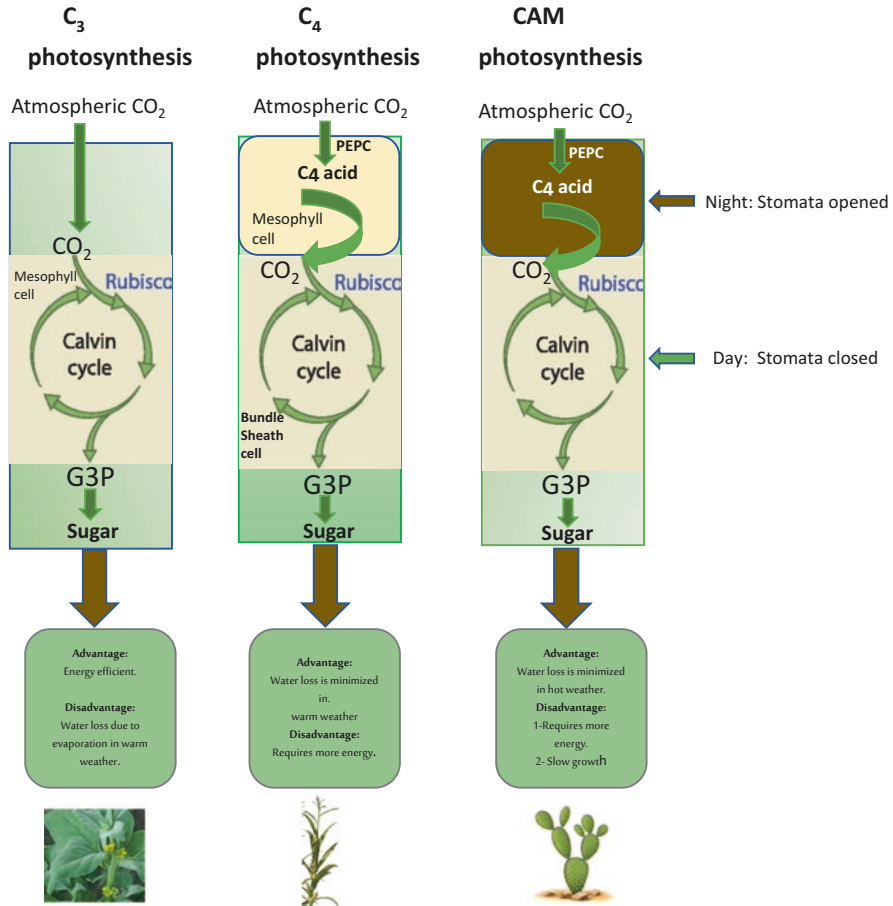 C₃
photosynthesis
Atmospheric CO₂
CO₂
Mesophyll
cell
Rubisco
Calvin
cycle
G3P
Sugar
Advantage:
Energy efficient.
Disadvantage:
Water loss due to
evaporation in warm
weather.
C₄
photosynthesis
Atmospheric CO₂
PEPC
C4 acid
Mesophyll
cell
CO₂
Rubisco
Calvin
cycle
Bundle
Sheath
cell
G3P
Sugar
Advantage:
Water loss is minimized
in.
warm weather
Disadvantage:
Requires more energy.
CAM
photosynthesis
Atmospheric CO₂
PEPC
C4 acid
CO₂
Rubisco
Calvin
cycle
G3P
Sugar
Advantage:
Water loss is minimized
in hot weather.
Disadvantage:
1-Requires more
energy.
2- Slow growth
Night: Stomata opened
Day: Stomata closed